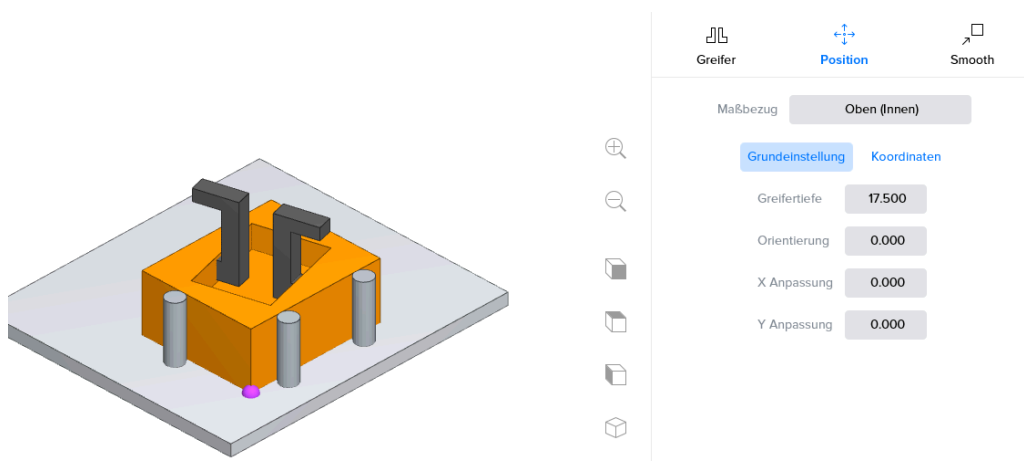 Greifer Position Smooth
Maßbezug Oben (Innen)
Grundeinstellung Koordinaten
Greifertiefe 17.500
Orientierung 0.000
X Anpassung 0.000
Y Anpassung 0.000